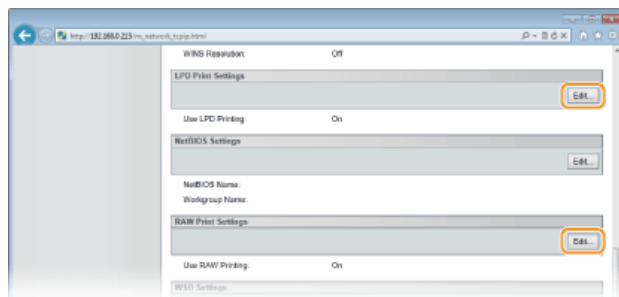 http://192.168.0.215/m_network_tcpip.html
WINS Resolution: Off
LPD Print Settings
Edit...
Use LPD Printing: On
NetBIOS Settings
Edit...
NetBIOS Name:
Workgroup Name:
RAW Print Settings
Edit...
Use RAW Printing: On
WSD Settings